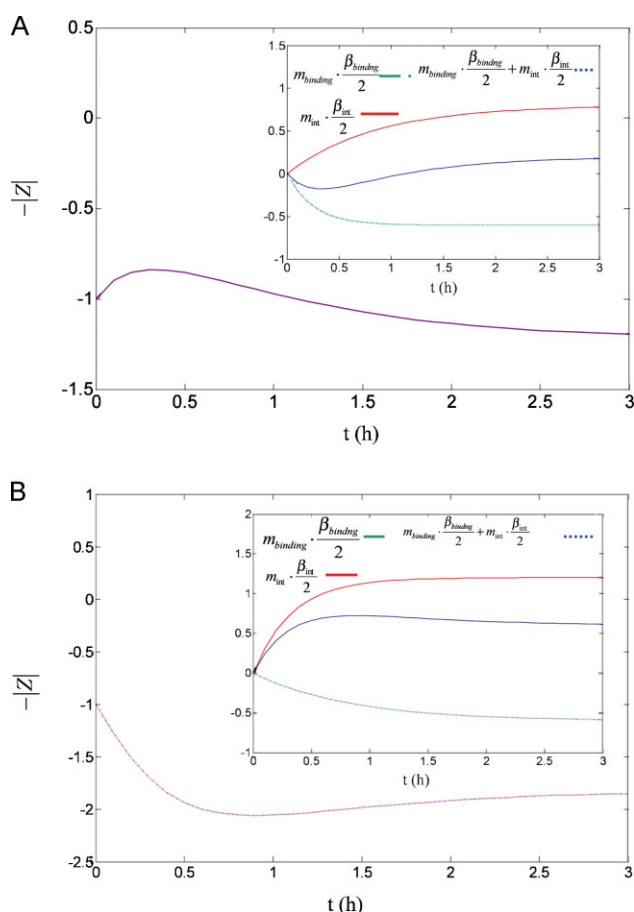 A
0.5
0
-0.5
-1
-1.5
-|Z|
0 0.5 1 1.5 2 2.5 3
t (h)
1.5
1
0.5
0
-0.5
-1
m_binding · β_bindng/2
m_binding · β_bindng/2 + m_int · β_int/2
m_int · β_int/2
0 0.5 1 1.5 2 2.5 3
t (h)
B
1
0.5
0
-0.5
-1
-1.5
-2
-2.5
-|Z|
0 0.5 1 1.5 2 2.5 3
t (h)
2
1.5
1
0.5
0
-0.5
-1
m_binding · β_bindng/2
m_binding · β_bindng/2 + m_int · β_int/2
m_int · β_int/2
0 0.5 1 1.5 2 2.5 3
t (h)